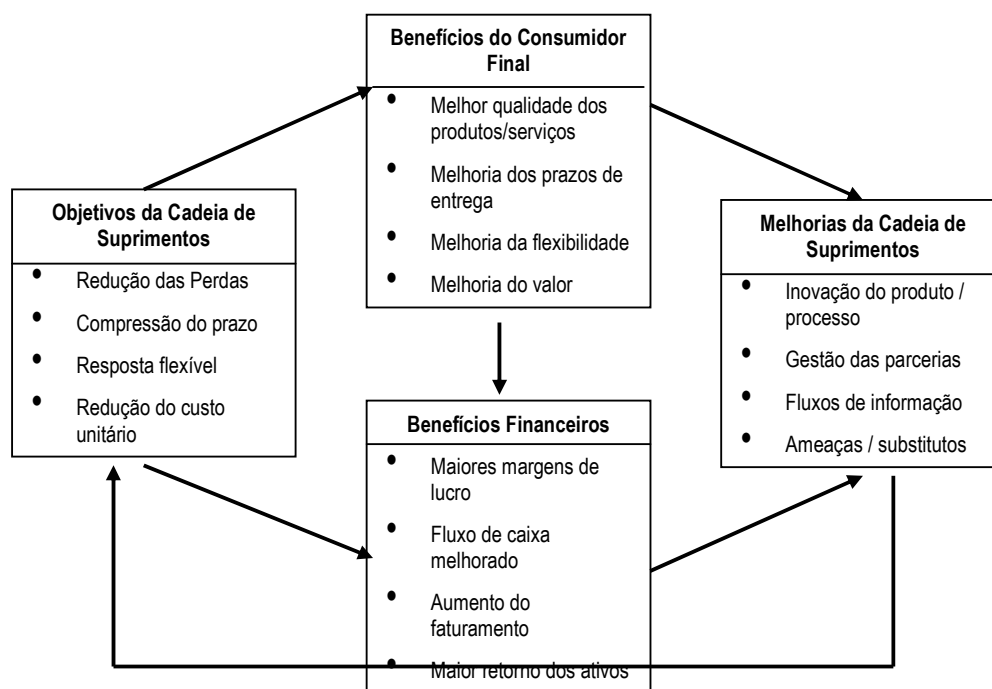 Benefícios do Consumidor
Final
• Melhor qualidade dos
produtos/serviços
• Melhoria dos prazos de
entrega
• Melhoria da flexibilidade
• Melhoria do valor
Objetivos da Cadeia de
Suprimentos
• Redução das Perdas
• Compressão do prazo
• Resposta flexível
• Redução do custo
unitário
Melhorias da Cadeia de
Suprimentos
• Inovação do produto /
processo
• Gestão das parcerias
• Fluxos de informação
• Ameaças / substitutos
Benefícios Financeiros
• Maiores margens de
lucro
• Fluxo de caixa
melhorado
• Aumento do
faturamento
• Maior retorno dos ativos